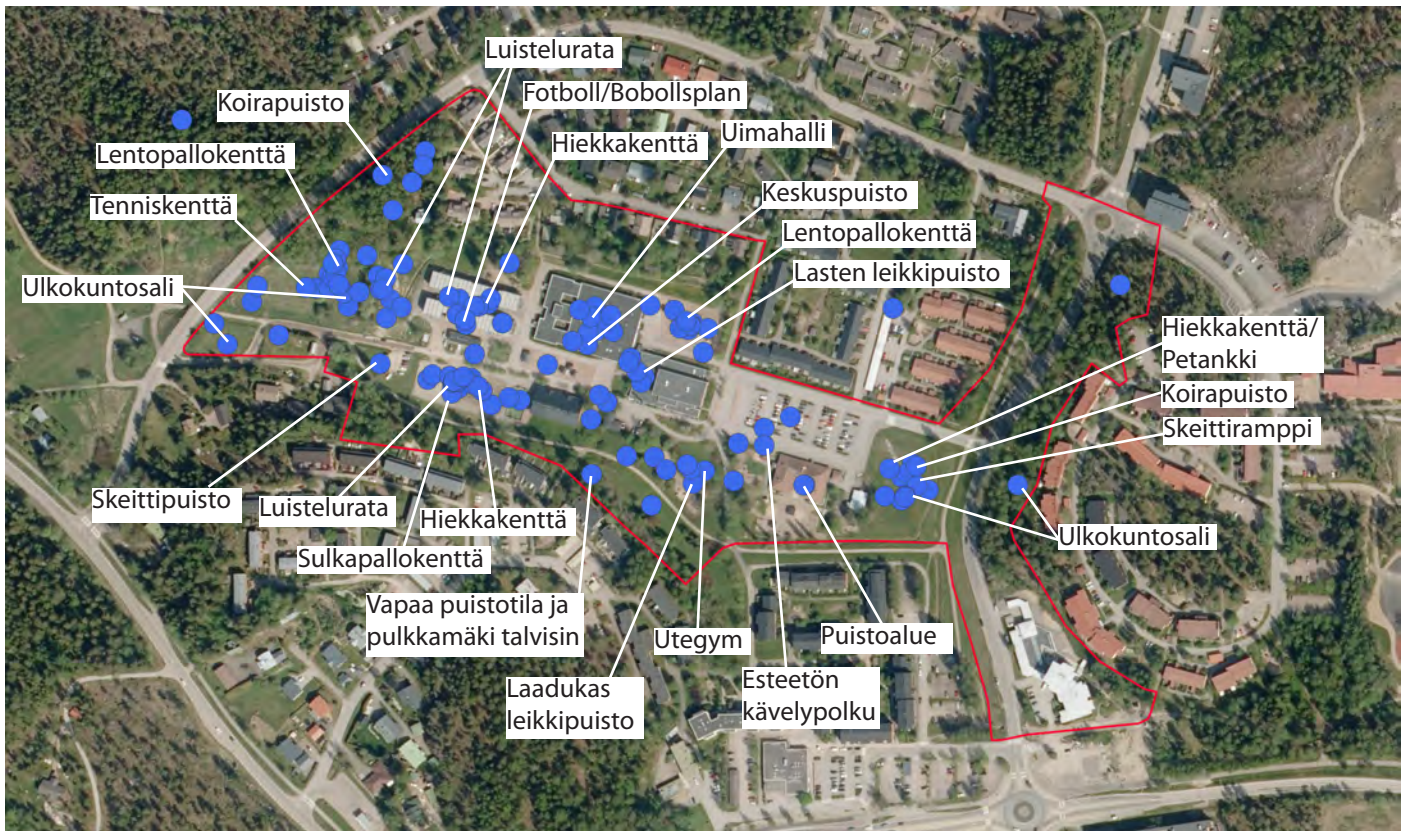 Luistelurata
Koirapuisto
Fotboll/Bobollsplan
Uimahalli
Hiekkakenttä
Lentopallokenttä
Keskuspuisto
Tenniskenttä
Lentopallokenttä
Lasten leikkipuisto
Ulkokuntosali
Hiekkakenttä/
Petankki
Koirapuisto
Skeittiramppi
Skeittipuisto
Luistelurata
Hiekkakenttä
Ulkokuntosali
Sulkapallokenttä
Vapaa puistotila ja
pulkkamäki talvisin
Utegym
Puistoalue
Laadukas
leikkipuisto
Esteetön
kävelypolku